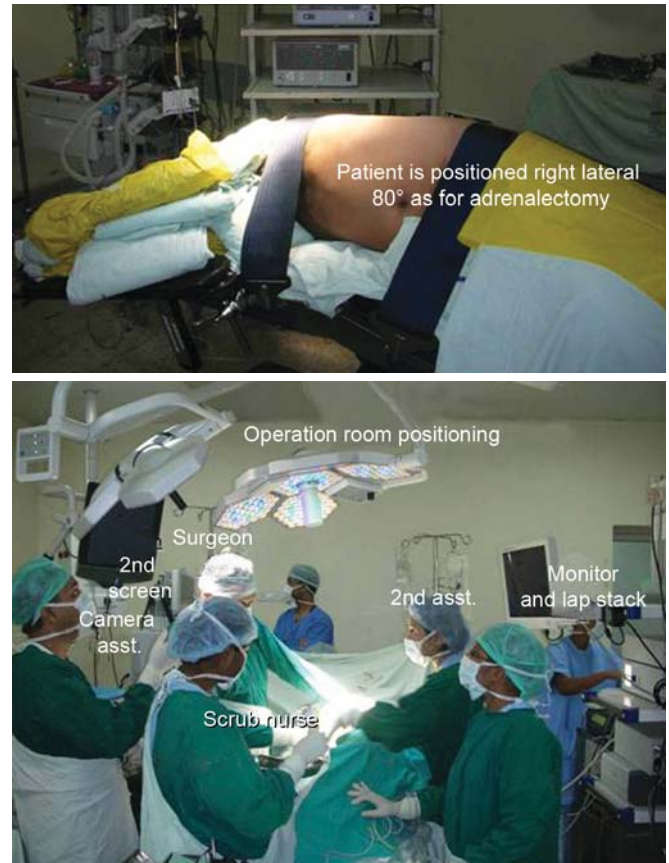 Patient is positioned right lateral
80° as for adrenalectomy
Operation room positioning
Surgeon
2nd
screen
Camera
asst.
2nd asst.
Monitor
and lap stack
Scrub nurse